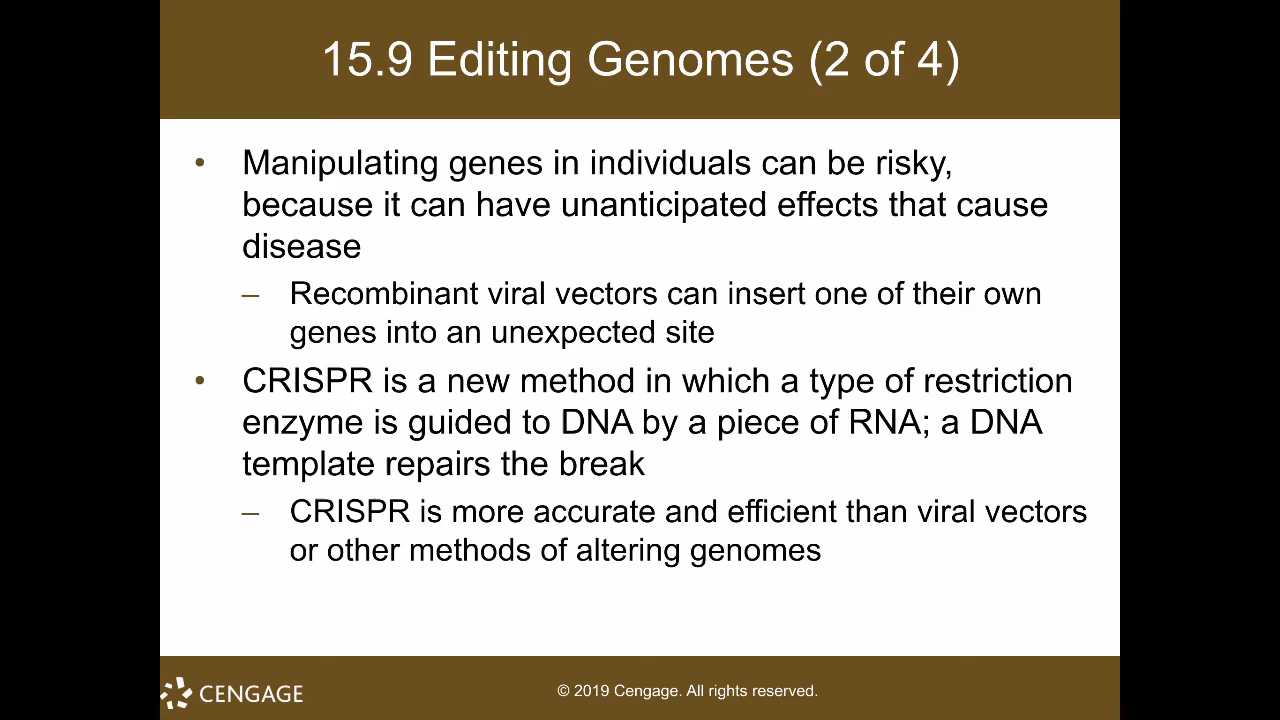 15.9 Editing Genomes (2 of 4)
• Manipulating genes in individuals can be risky,
because it can have unanticipated effects that cause
disease
– Recombinant viral vectors can insert one of their own
genes into an unexpected site
• CRISPR is a new method in which a type of restriction
enzyme is guided to DNA by a piece of RNA; a DNA
template repairs the break
– CRISPR is more accurate and efficient than viral vectors
or other methods of altering genomes
CENGAGE
© 2019 Cengage. All rights reserved.